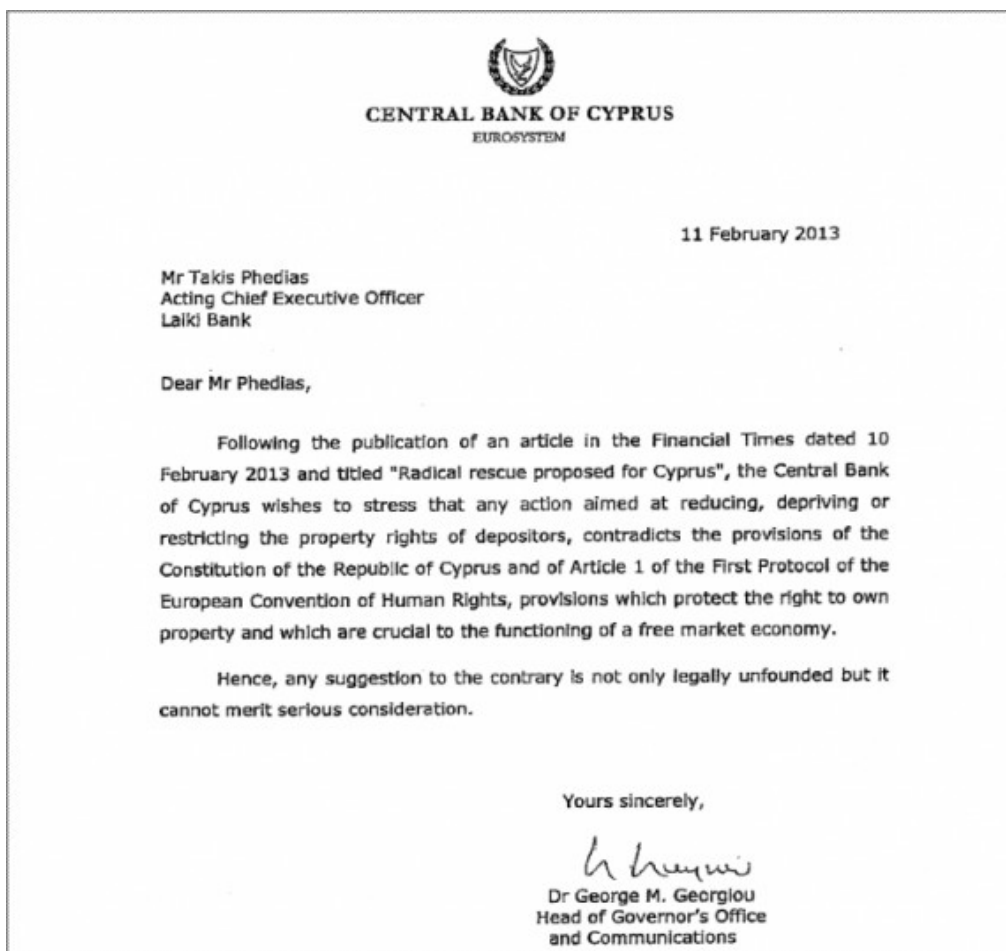 CENTRAL BANK OF CYPRUS
EUROSYSTEM
11 February 2013
Mr Takis Phedias
Acting Chief Executive Officer
Laiki Bank
Dear Mr Phedias,
Following the publication of an article in the Financial Times dated 10
February 2013 and titled "Radical rescue proposed for Cyprus", the Central Bank
of Cyprus wishes to stress that any action aimed at reducing, depriving or
restricting the property rights of depositors, contradicts the provisions of the
Constitution of the Republic of Cyprus and of Article 1 of the First Protocol of the
European Convention of Human Rights, provisions which protect the right to own
property and which are crucial to the functioning of a free market economy.
Hence, any suggestion to the contrary is not only legally unfounded but it
cannot merit serious consideration.
Yours sincerely,
Dr George M. Georgiou
Head of Governor's Office
and Communications